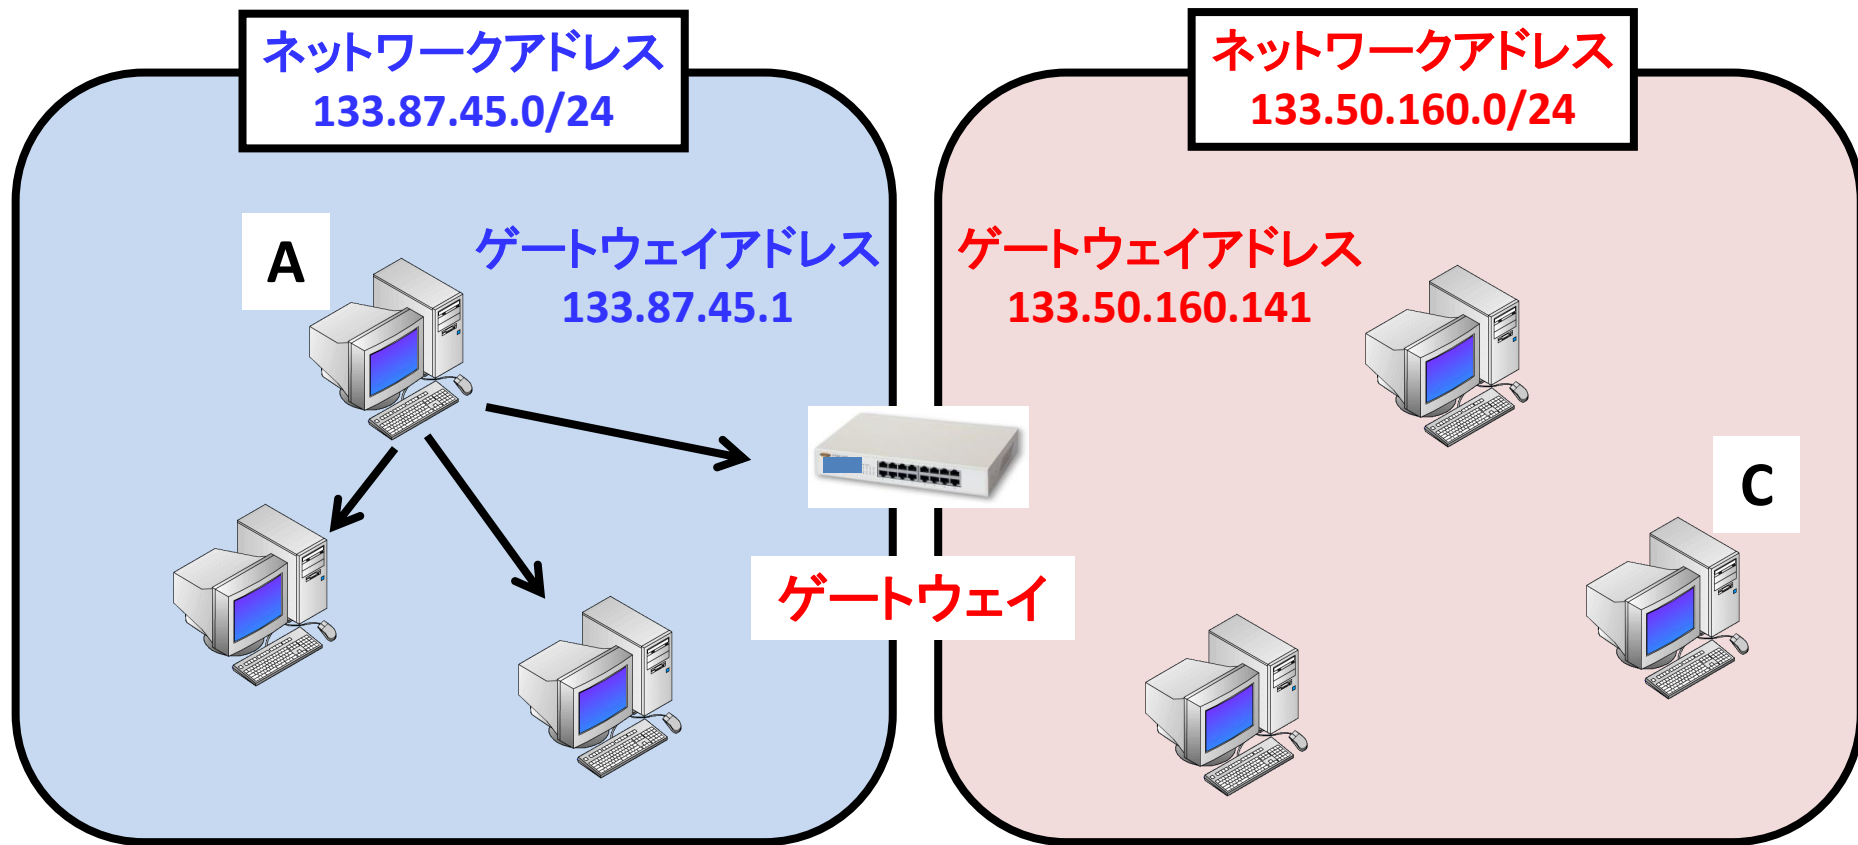 ネットワークアドレス
133.87.45.0/24
ネットワークアドレス
133.50.160.0/24
A
ゲートウェイアドレス
133.87.45.1
ゲートウェイアドレス
133.50.160.141
C
ゲートウェイ